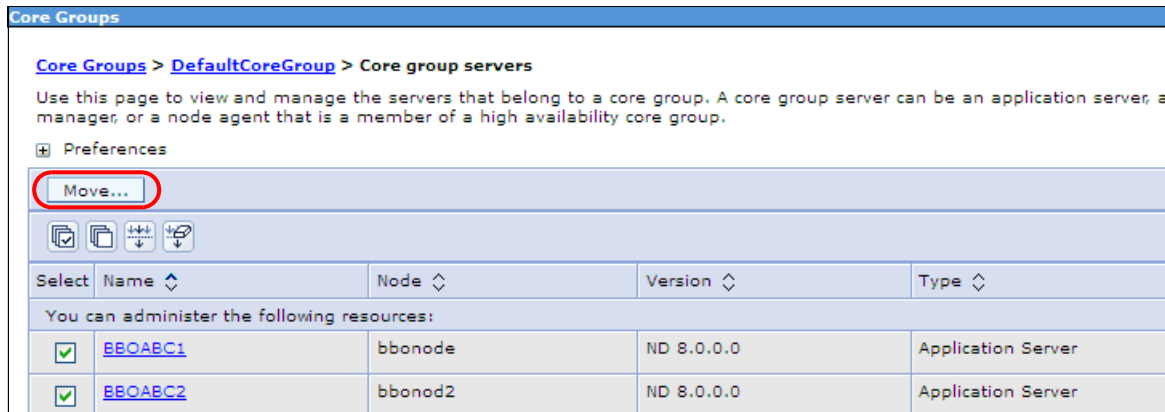 Core Groups
Core Groups > DefaultCoreGroup > Core group servers
Use this page to view and manage the servers that belong to a core group. A core group server can be an application server, a
manager, or a node agent that is a member of a high availability core group.
Preferences
Move...
Select Name Node Version Type
You can administer the following resources:
BBOABC1 bbonode ND 8.0.0.0 Application Server
BBOABC2 bbonod2 ND 8.0.0.0 Application Server